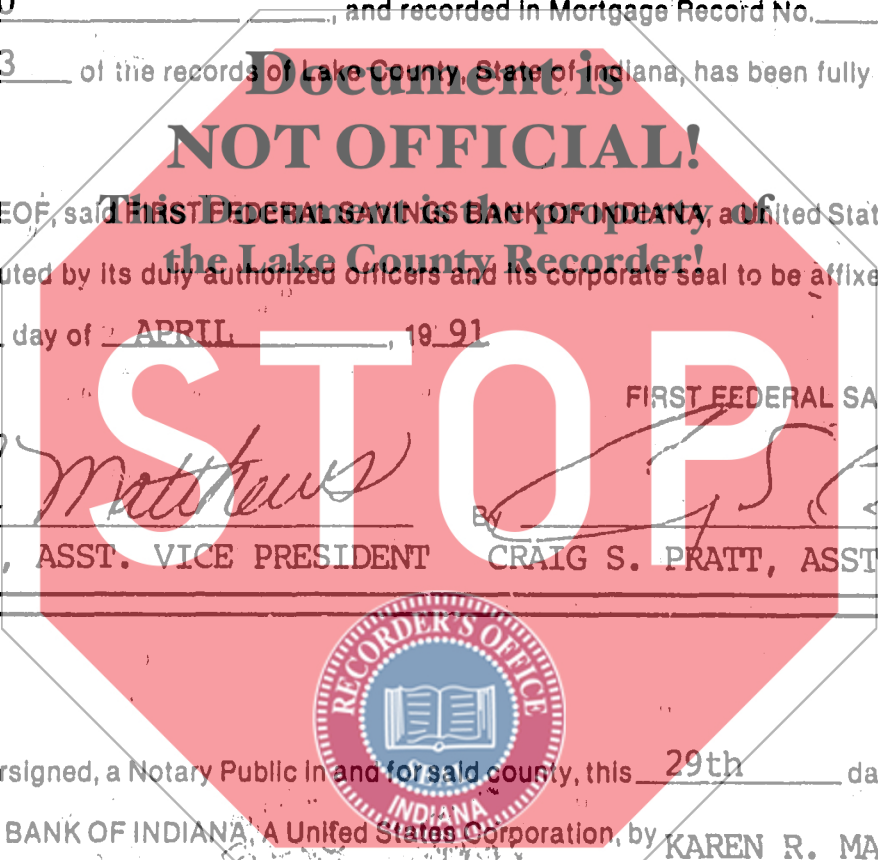 0 , and recorded in Mortgage Record No.
3 of the records of Lake County, State of Indiana, has been fully
Document is
NOT OFFICIAL!
This Document is the property of
the Lake County Recorder!
EOF, said FIRST FEDERAL SAVINGS BANK OF INDIANA, a United Stat
uted by its duly authorized officers and its corporate seal to be affixe
day of APRIL , 19 91
STOP
FIRST FEDERAL SA
Matthews
By
, ASST. VICE PRESIDENT CRAIG S. PRATT, ASST
RECORDER'S OFFICE
SEAL
INDIANA
rsigned, a Notary Public in and for said county, this 29th da
BANK OF INDIANA, A United States Corporation, by KAREN R. MA